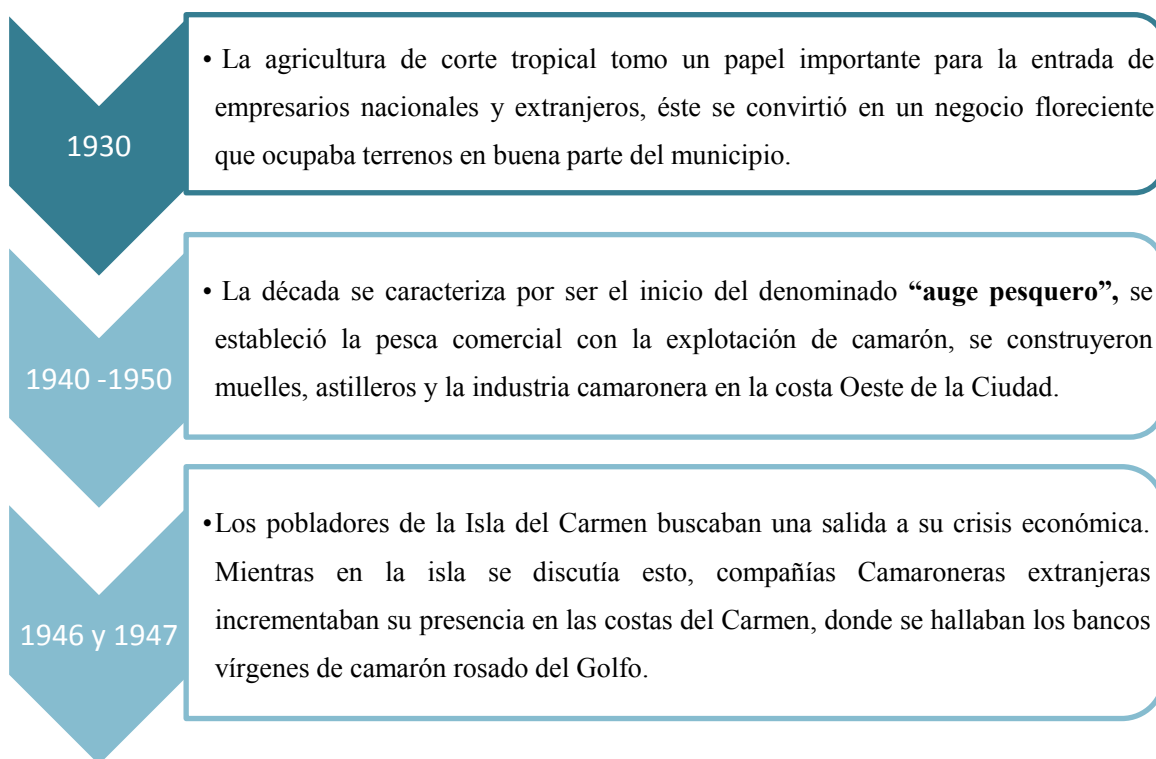 1930
• La agricultura de corte tropical tomo un papel importante para la entrada de
empresarios nacionales y extranjeros, éste se convirtió en un negocio floreciente
que ocupaba terrenos en buena parte del municipio.
1940 -1950
• La década se caracteriza por ser el inicio del denominado “auge pesquero”, se
estableció la pesca comercial con la explotación de camarón, se construyeron
muelles, astilleros y la industria camaronera en la costa Oeste de la Ciudad.
1946 y 1947
•Los pobladores de la Isla del Carmen buscaban una salida a su crisis económica.
Mientras en la isla se discutía esto, compañías Camaroneras extranjeras
incrementaban su presencia en las costas del Carmen, donde se hallaban los bancos
vírgenes de camarón rosado del Golfo.